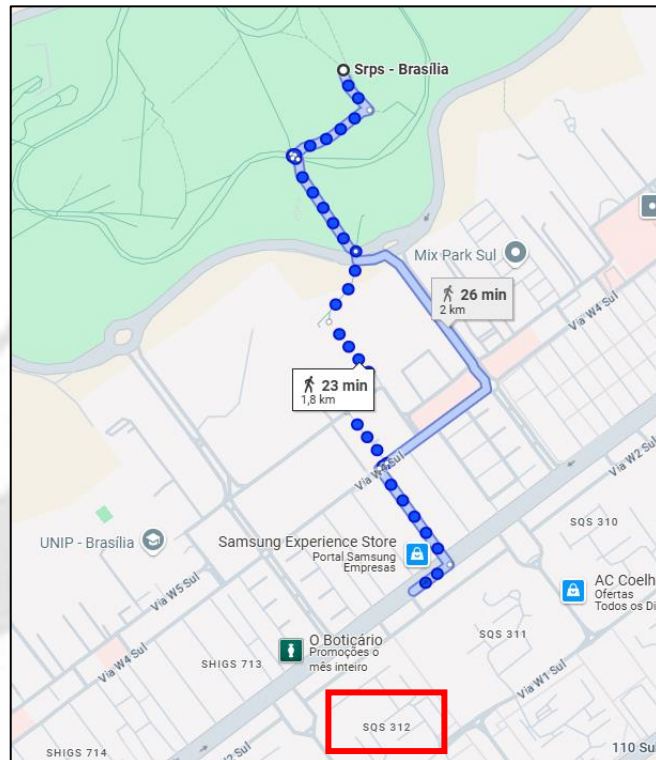 Srps - Brasília
Mix Park Sul
26 min
2 km
Via W4 Sul
23 min
1,8 km
Via W4 Sul
Via W2 Sul
SQS 310
UNIP - Brasília
Samsung Experience Store
Portal Samsung
Empresas
AC Coelh
Ofertas
Todos os Di
Via W5 Sul
O Boticário
Promoções o
mês inteiro
SQS 311
Via W4 Sul
SHIGS 713
Via W1 Sul
SQS 312
W2 Sul
SHIGS 714
110 Su